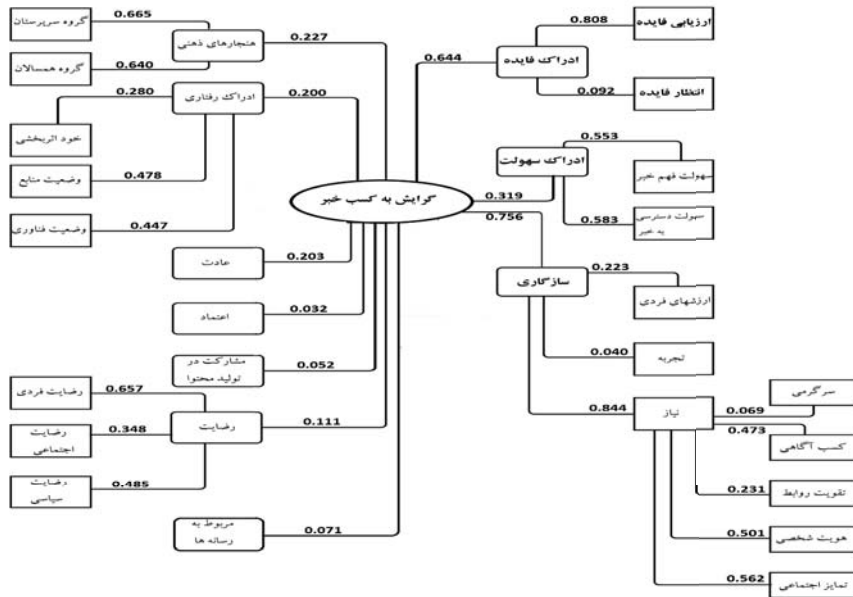 گروه سرپرستان
0.665
هنجارهای ذهنی
0.227
گروه همسالان
0.640
0.280
ادراک رفتاری
0.200
خود اثربخشی
وضعیت منابع
0.478
وضعیت فناوری
0.447
گرایش به کسب خبر
عادت
0.203
اعتماد
0.032
مشارکت در
تولید محتوا
0.052
رضایت فردی
0.657
رضایت
0.111
رضایت
اجتماعی
0.348
رضایت
سیاسی
0.485
مربوط به
رسانه ها
0.071
ارزیابی فایده
0.808
ادراک فایده
0.644
انتظار فایده
0.092
0.553
ادراک سهولت
0.319
سهولت فهم خبر
سهولت دسترسی
به خبر
0.583
0.756
سازگاری
0.223
ارزشهای فردی
تجربه
0.040
نیاز
0.844
سرگرمی
0.069
کسب آگاهی
0.473
تقویت روابط
0.231
هویت شخصی
0.501
تمایز اجتماعی
0.562